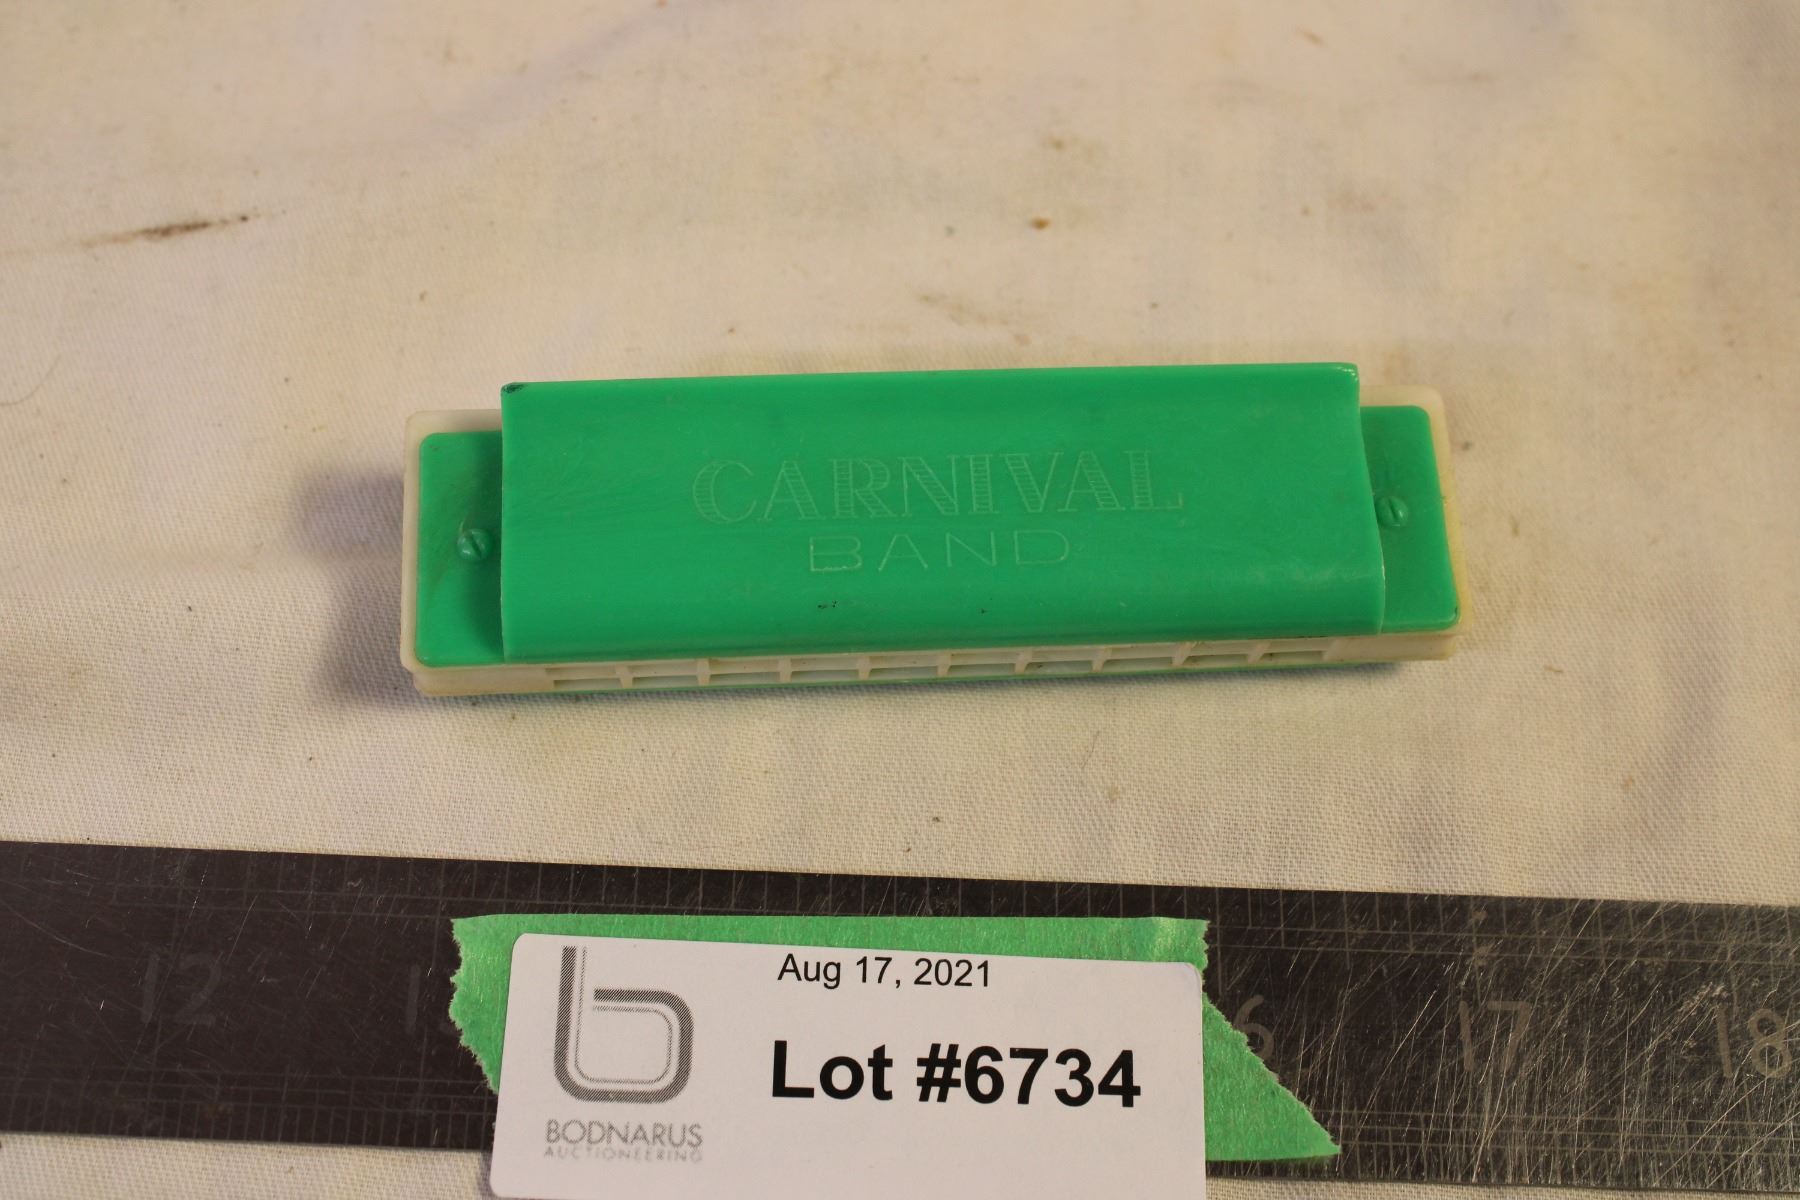 CARNIVAL
BAND
12 17 18
Aug 17, 2021
Lot #6734
BODNARUS
AUCTIONEERING